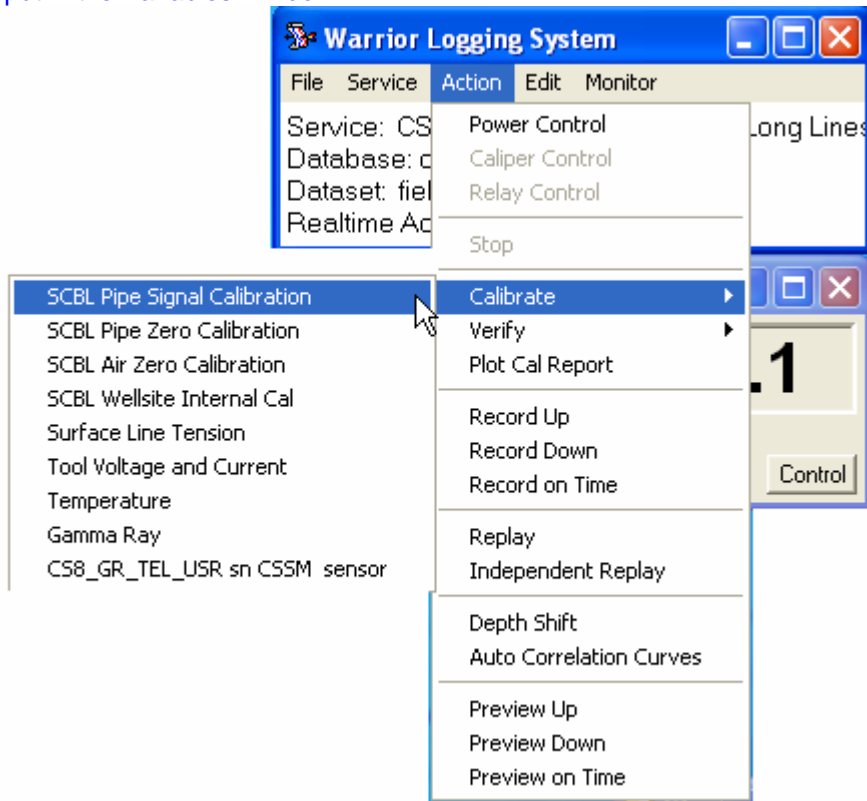 Warrior Logging System
File Service Action Edit Monitor
Service: CS
Long Lines
Database:
Dataset: fiel
Realtime Ac
Power Control
Caliper Control
Relay Control
Stop
Calibrate
Verify
Plot Cal Report
Record Up
Record Down
Record on Time
Replay
Independent Replay
Depth Shift
Auto Correlation Curves
Preview Up
Preview Down
Preview on Time
SCBL Pipe Signal Calibration
SCBL Pipe Zero Calibration
SCBL Air Zero Calibration
SCBL Wellsite Internal Cal
Surface Line Tension
Tool Voltage and Current
Temperature
Gamma Ray
CS8_GR_TEL_USR sn CSSM sensor
.1
Control